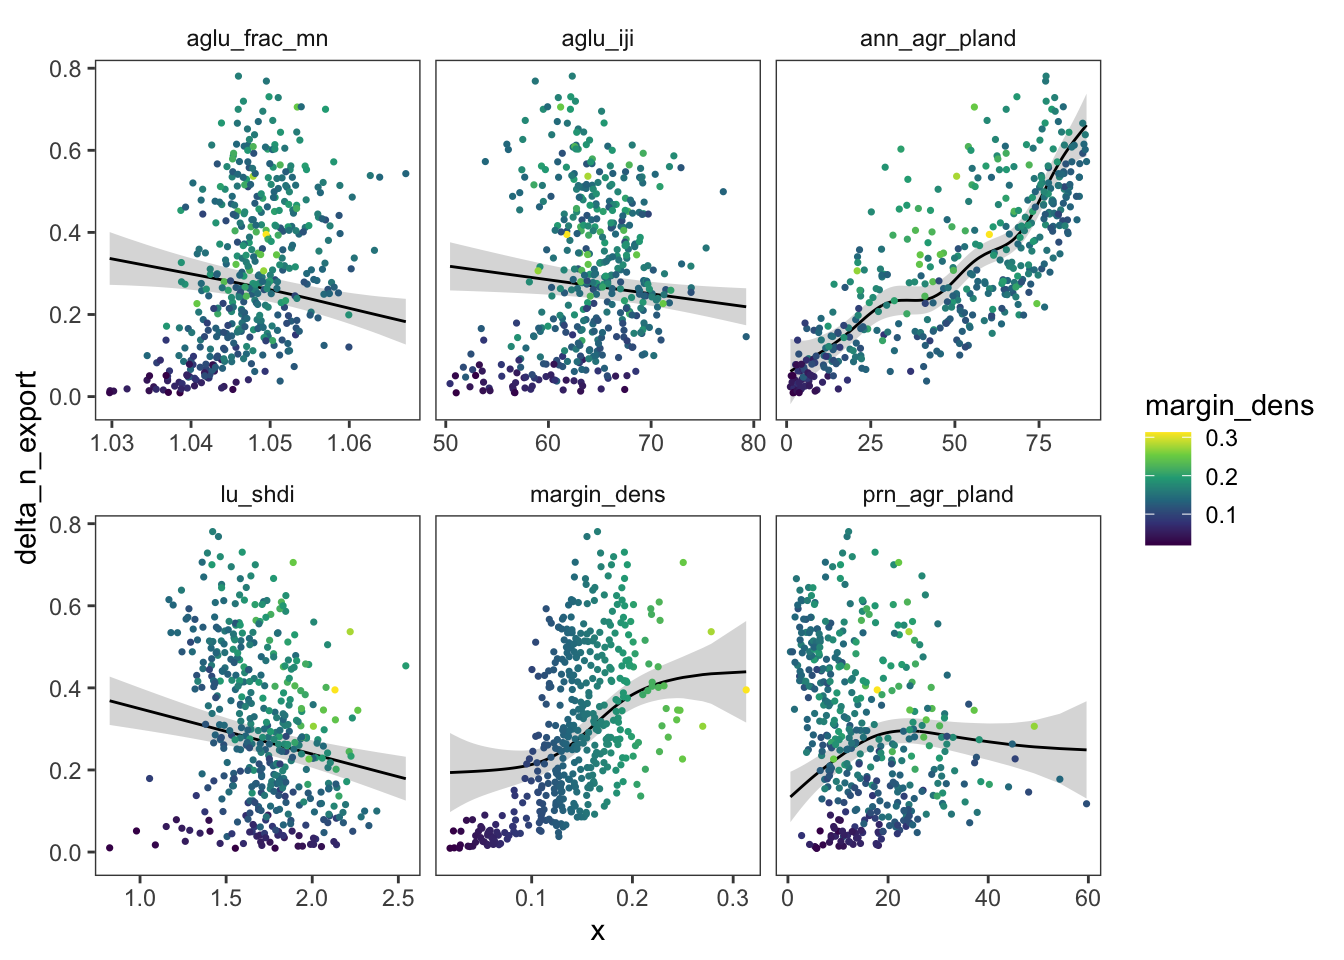 aglu_frac_mn aglu_iji ann_agr_pland
0.8
0.6
0.4
0.2
0.0
1.03 1.04 1.05 1.06 50 60 70 80 0 25 50 75
delta_n_export
lu_shdi margin_dens prn_agr_pland
0.8
0.6
0.4
0.2
0.0
1.0 1.5 2.0 2.5 0.1 0.2 0.3 0 20 40 60
x
margin_dens
0.3
0.2
0.1